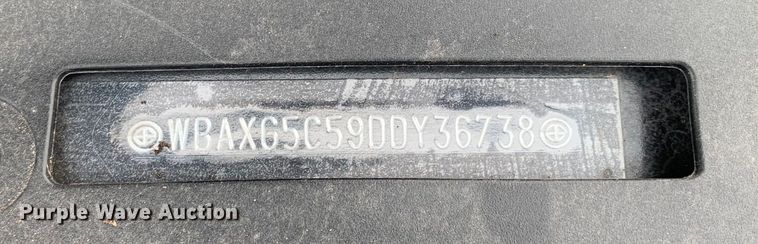 WBAXG5C59DDY36738
Purple Wave Auction